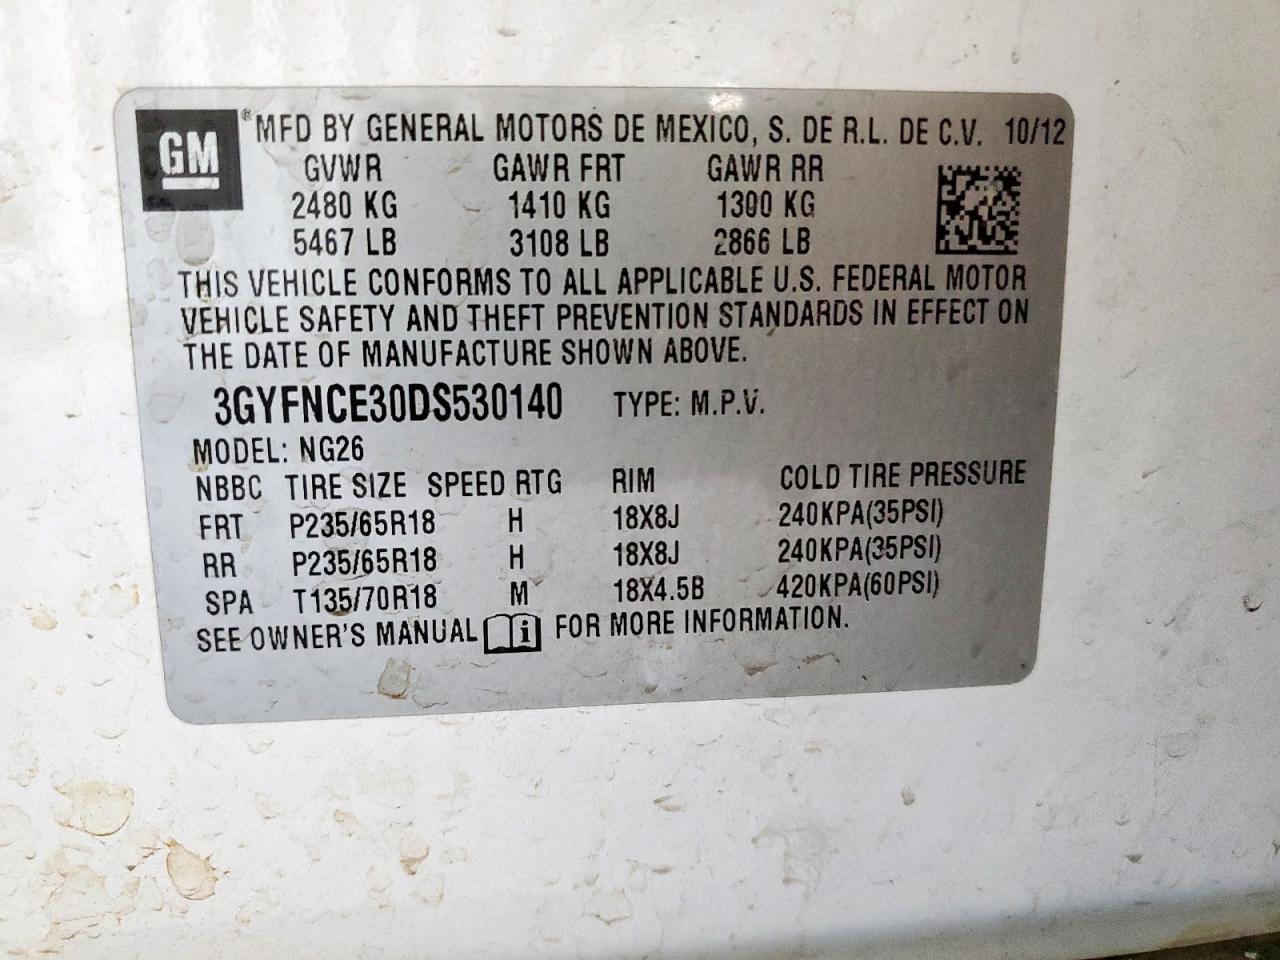 GM ® MFD BY GENERAL MOTORS DE MEXICO, S. DE R.L. DE C.V. 10/12
GVWR GAWR FRT GAWR RR
2480 KG 1410 KG 1300 KG
5467 LB 3108 LB 2866 LB
THIS VEHICLE CONFORMS TO ALL APPLICABLE U.S. FEDERAL MOTOR
VEHICLE SAFETY AND THEFT PREVENTION STANDARDS IN EFFECT ON
THE DATE OF MANUFACTURE SHOWN ABOVE.
3GYFNCE30DS530140 TYPE: M.P.V.
MODEL: NG26
NBBC TIRE SIZE SPEED RTG RIM COLD TIRE PRESSURE
FRT P235/65R18 H 18X8J 240KPA(35PSI)
RR P235/65R18 H 18X8J 240KPA(35PSI)
SPA T135/70R18 M 18X4.5B 420KPA(60PSI)
SEE OWNER'S MANUAL i FOR MORE INFORMATION.